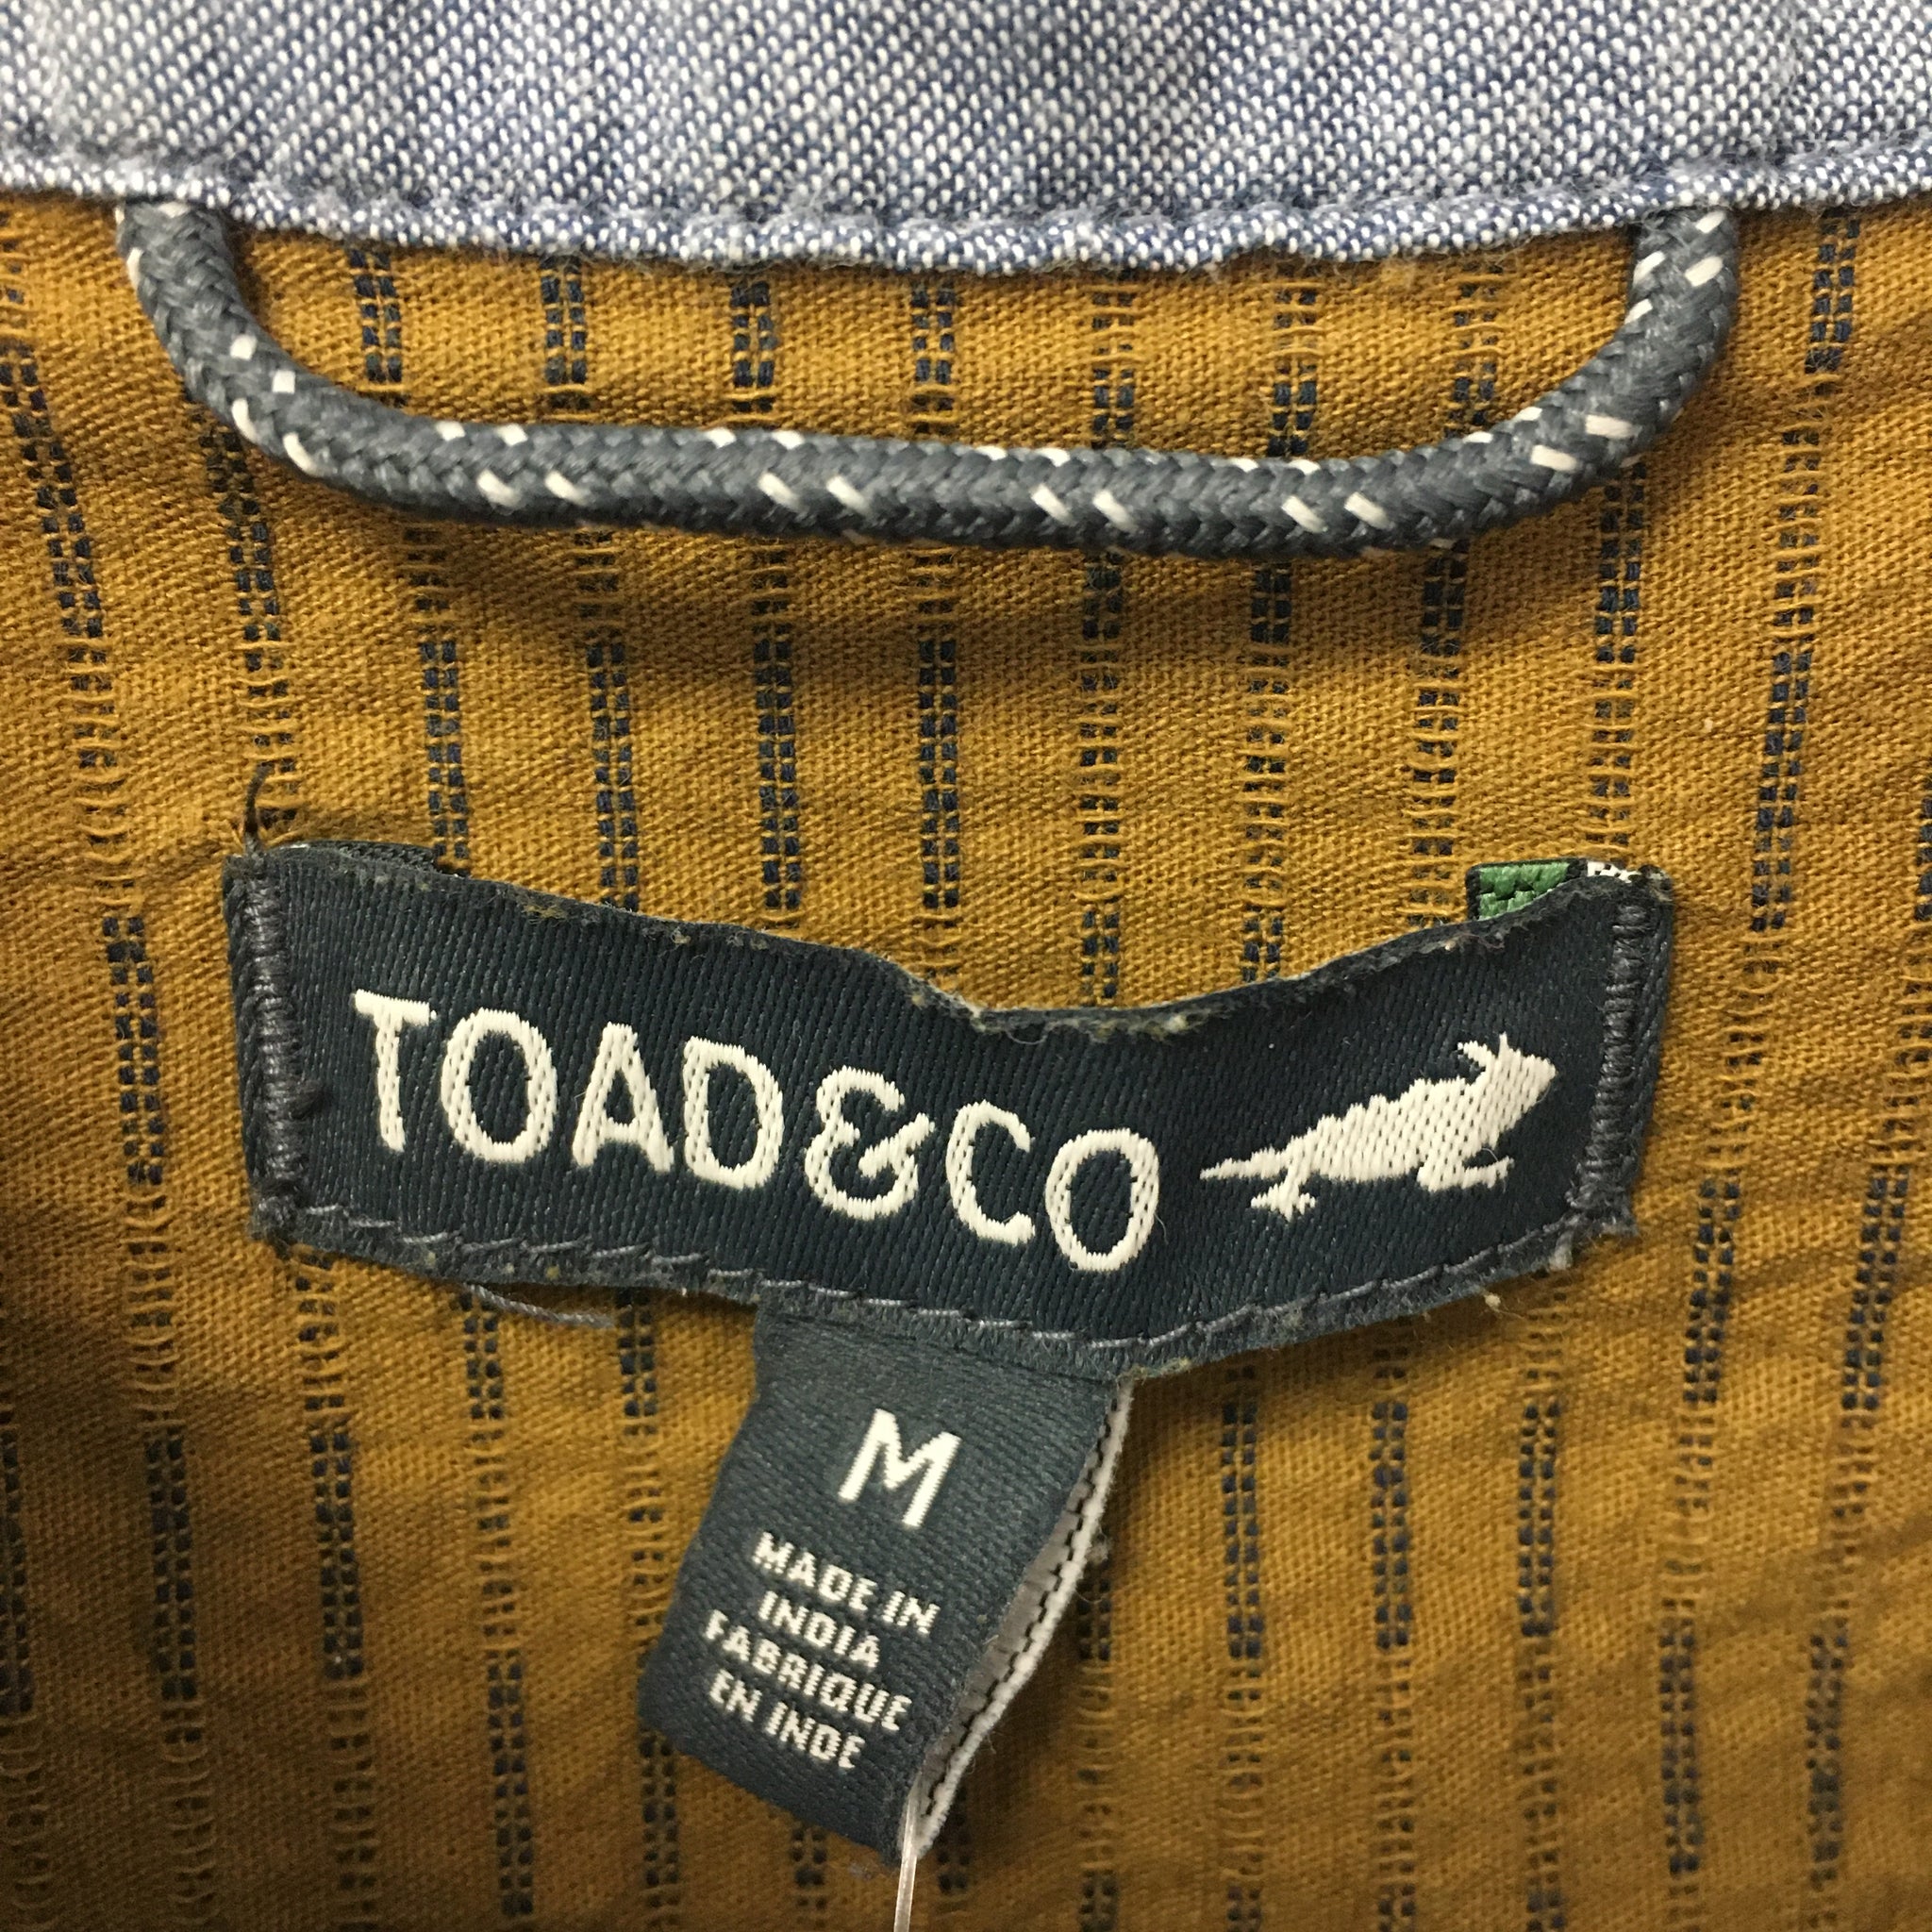 TOAD&CO
M
MADE IN
INDIA
FABRIQUE
EN INDE